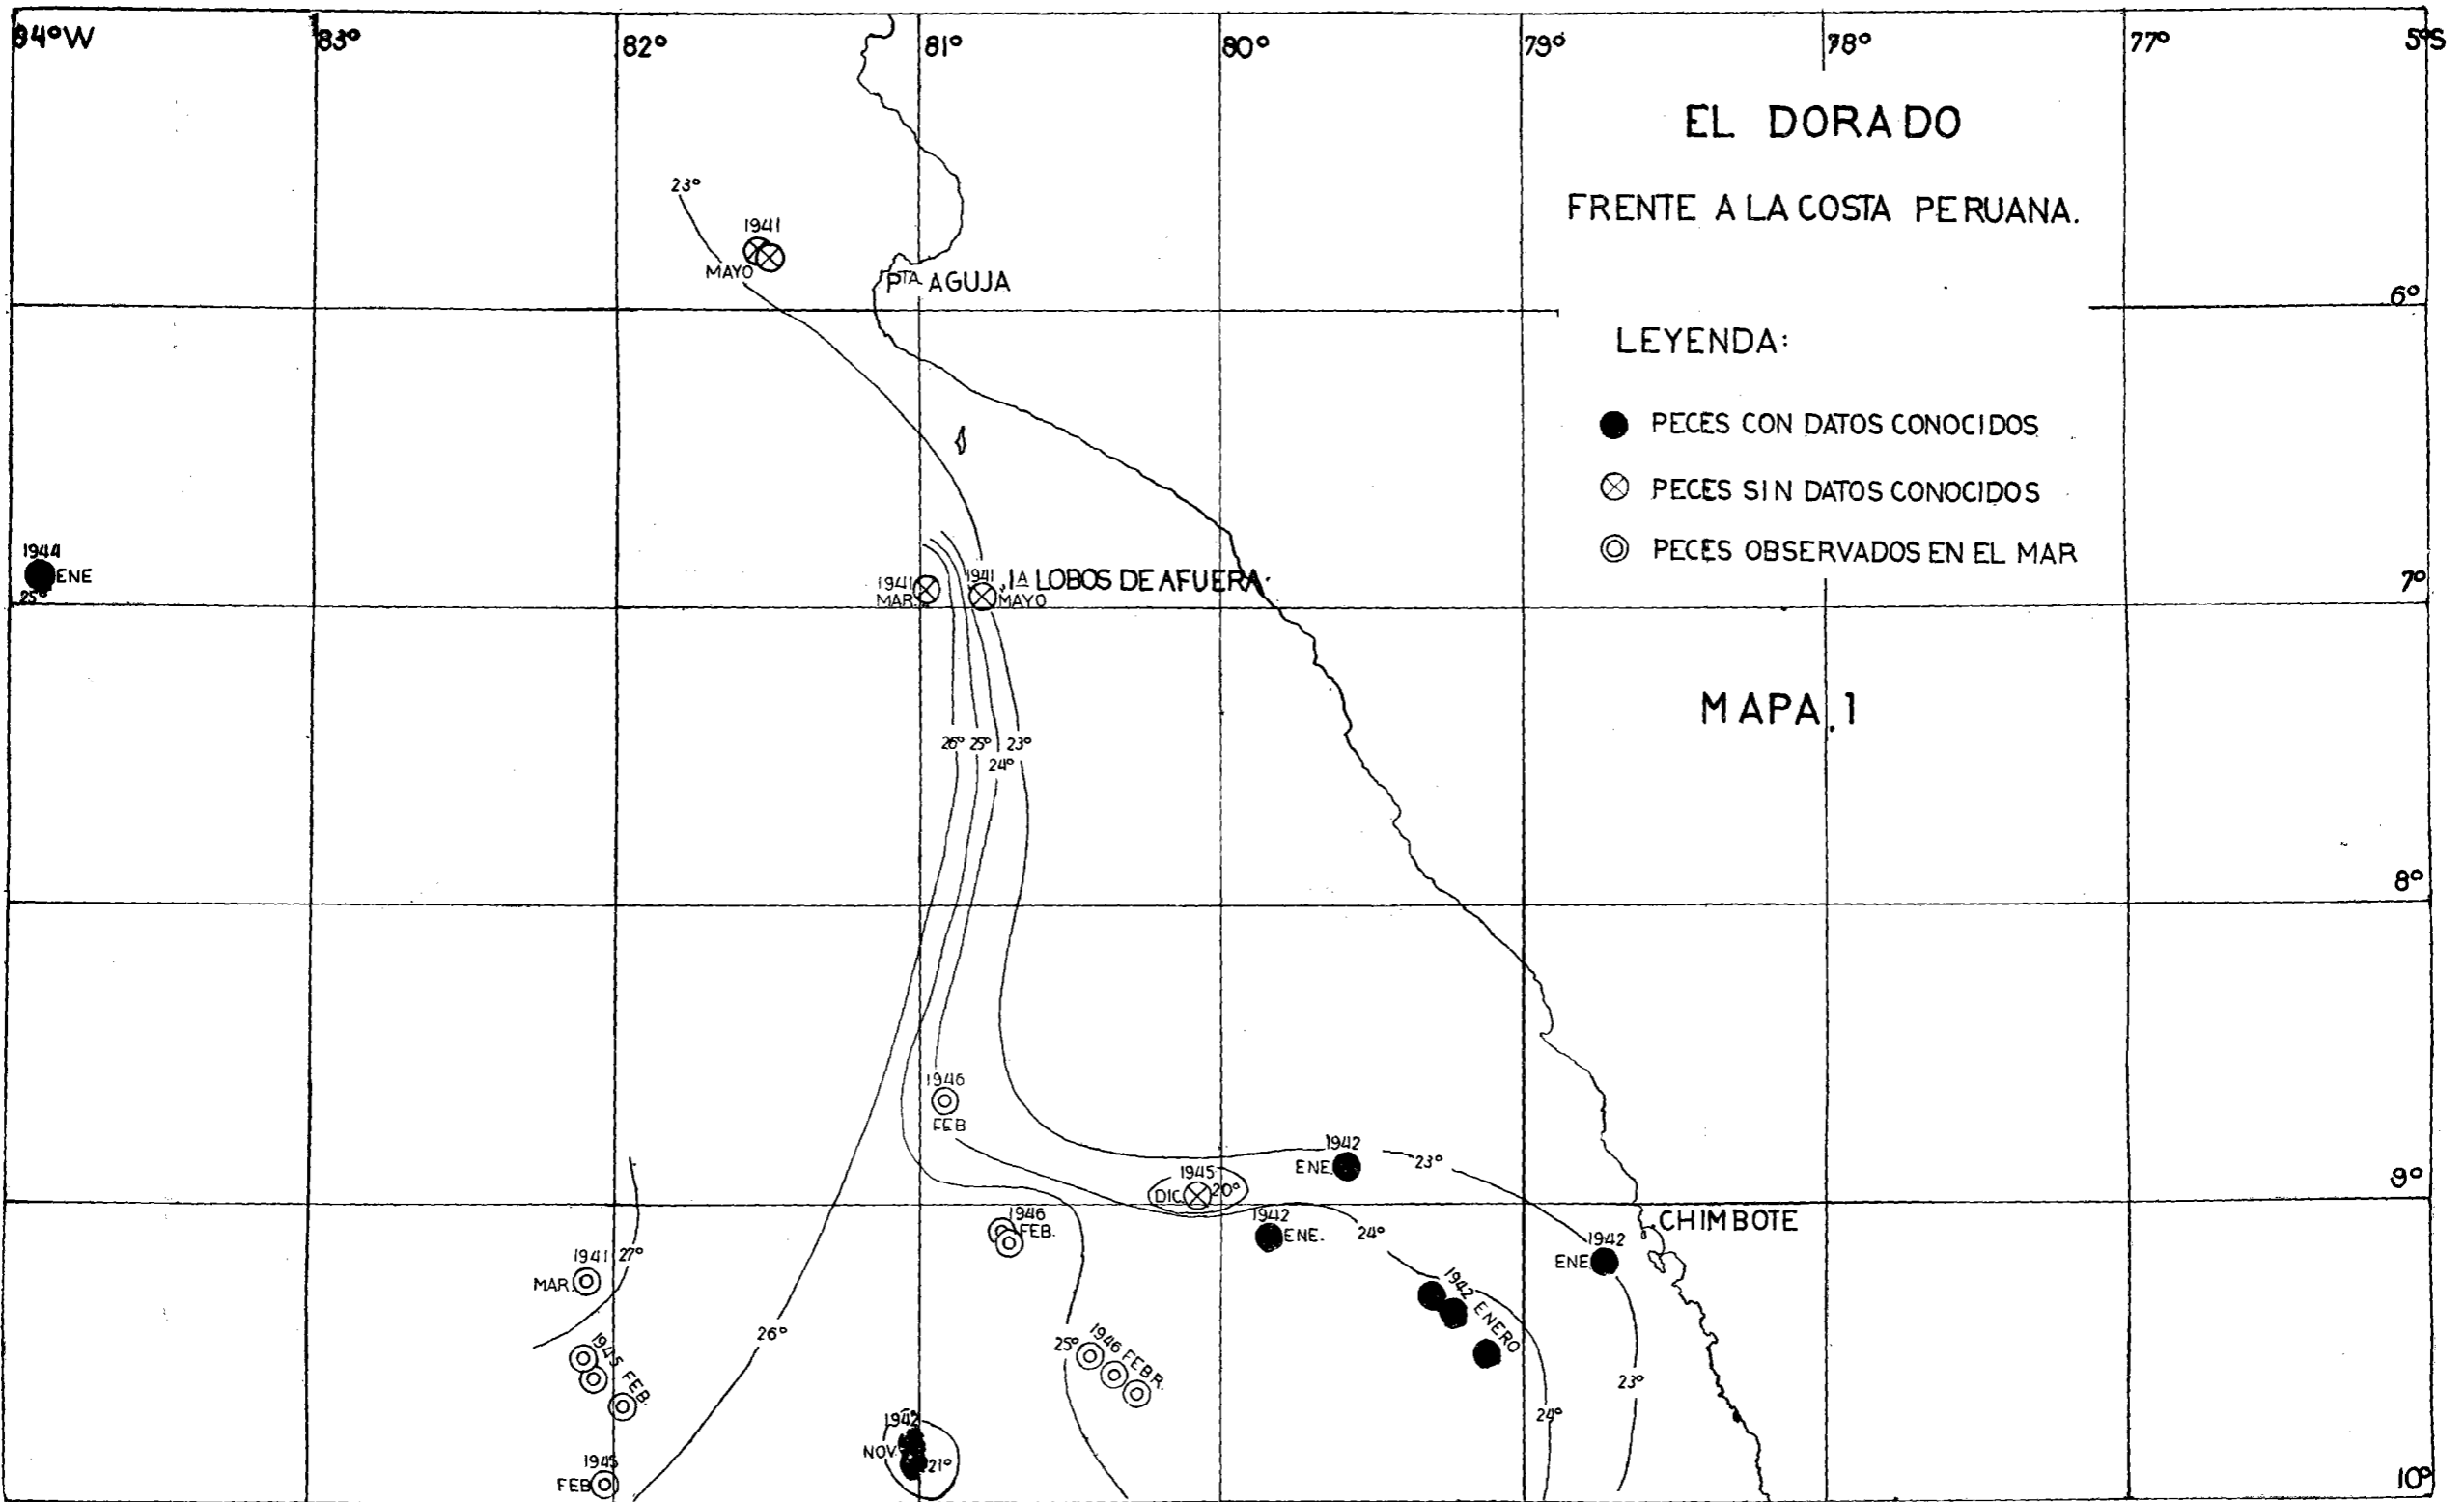 84°W 83° 82° 81° 80° 79° 78° 77° 5°S
EL DORADO
FRENTE A LA COSTA PERUANA.
23°
1941
MAYO
PTA AGUJA
6°
LEYENDA:
PECES CON DATOS CONOCIDOS
PECES SIN DATOS CONOCIDOS
PECES OBSERVADOS EN EL MAR
1944
ENE
25°
1941
MAR.
1941
MAYO
IA LOBOS DE AFUERA.
7°
MAPA 1
26° 25° 23°
24°
8°
1946
FEB
1942
ENE.
23°
1945
DIC. 20°
9°
1946
FEB.
1942
ENE.
24°
CHIMBOTE
1942
ENE.
1941 27°
MAR.
1942 ENERO
26°
25°
1946 FEBR.
1945 FEB.
23°
24°
1942
NOV.
21°
1945
FEB
10°